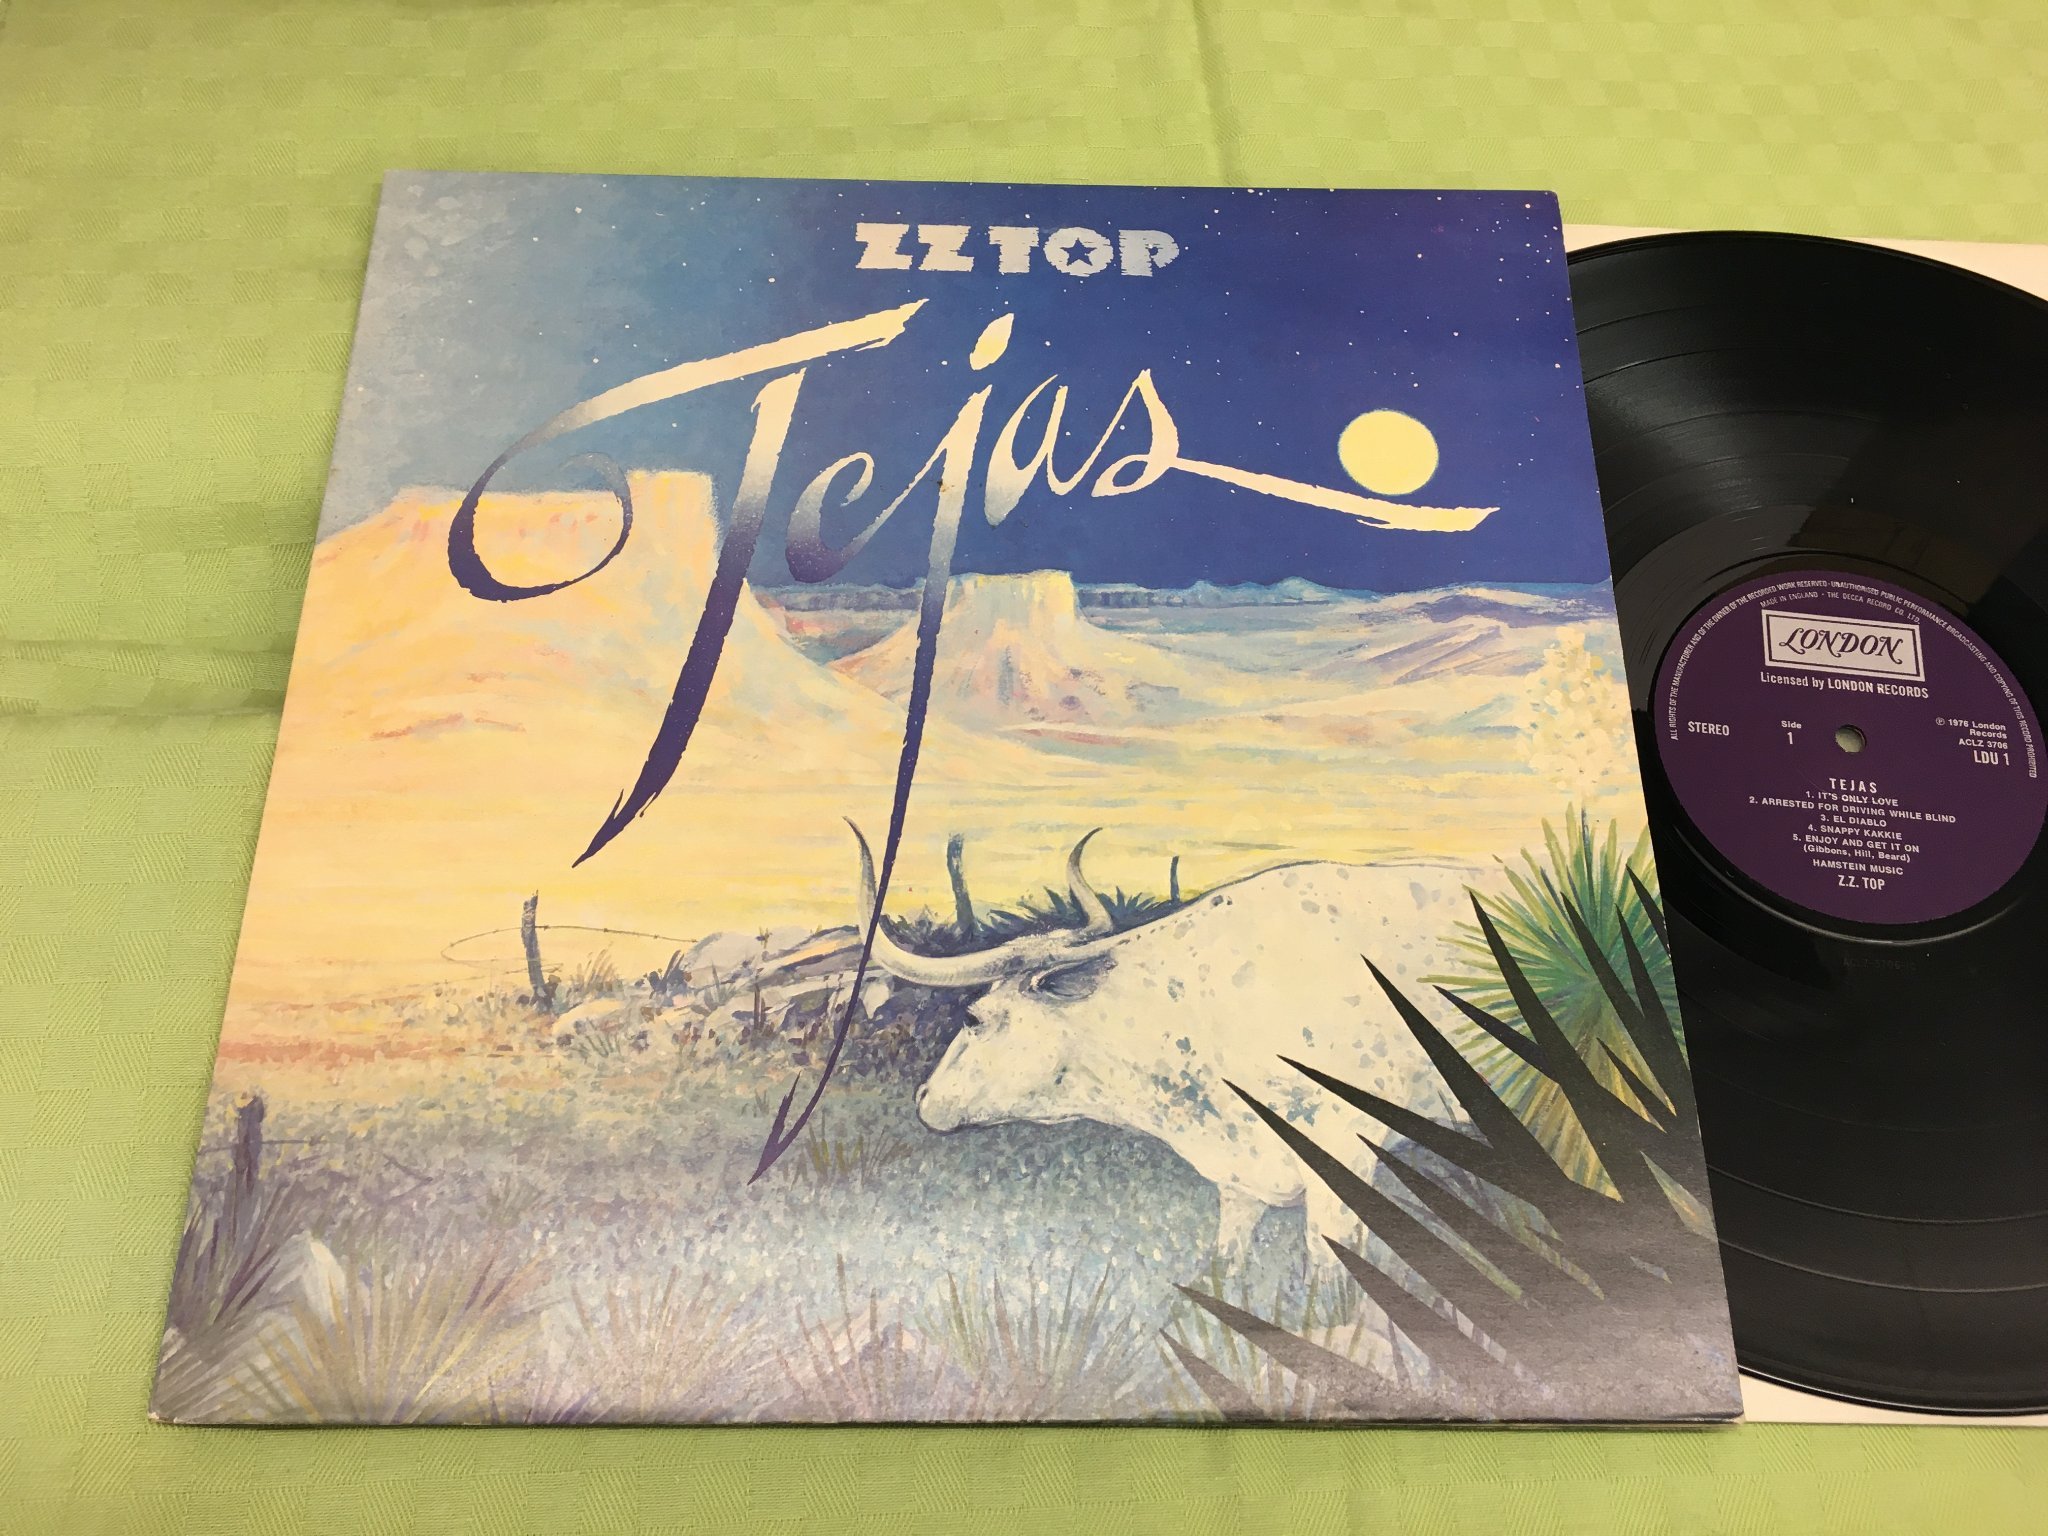 ZZ TOP
Tejas
ALL RIGHTS OF THE MANUFACTURER AND OF THE OWNER OF THE RECORDED WORK RESERVED · UNAUTHORISED PUBLIC PERFORMANCE BROADCASTING AND COPYING OF THIS RECORD PROHIBITED
MADE IN ENGLAND · THE DECCA RECORD CO. LTD.
LONDON
Licensed by LONDON RECORDS
STEREO
Side
1
℗ 1976 London
Records
ACLZ 3706
LDU 1
TEJAS
1. IT'S ONLY LOVE
2. ARRESTED FOR DRIVING WHILE BLIND
3. EL DIABLO
4. SNAPPY KAKKIE
5. ENJOY AND GET IT ON
(Gibbons, Hill, Beard)
HAMSTEIN MUSIC
Z.Z. TOP